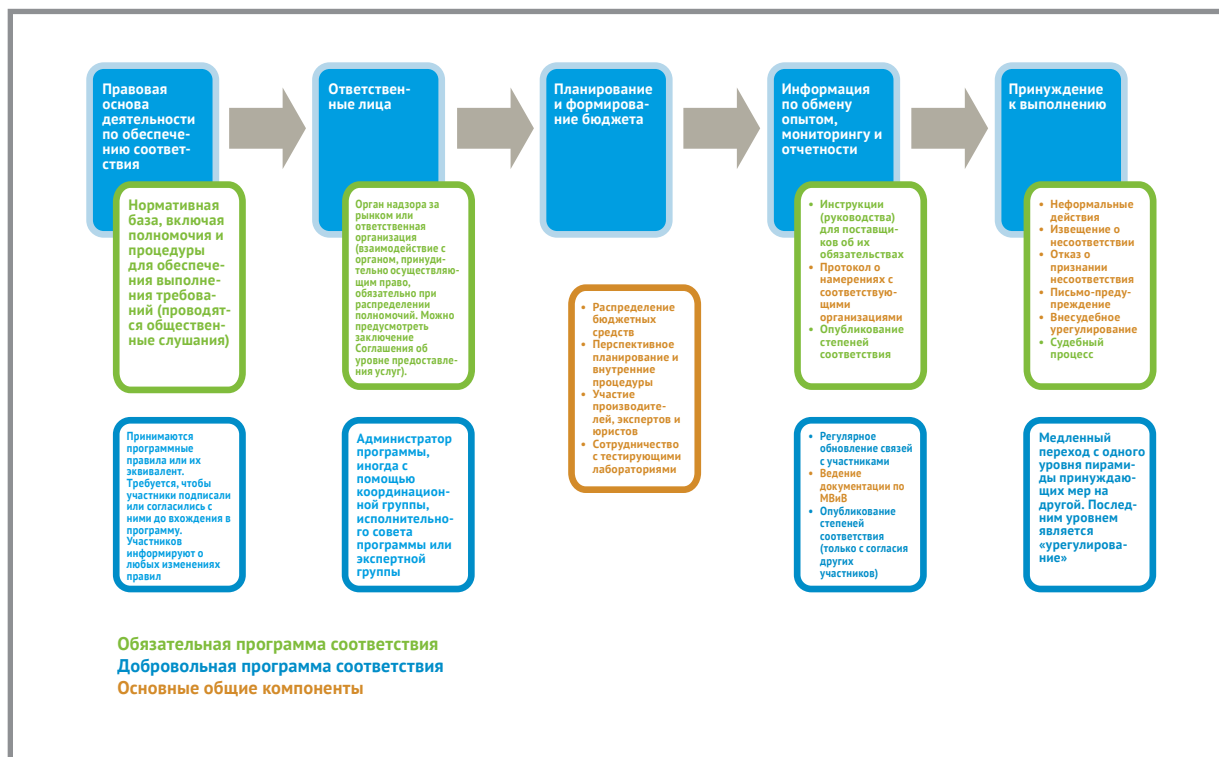 Правовая
основа
деятельности
по обеспече-
нию соответ-
ствия
Нормативная
база, включая
полномочия и
процедуры
для обеспече-
ния выполне-
ния требова-
ний (проводят-
ся обществен-
ные слушания)
Принимаются
программные
правила или их
эквивалент.
Требуется, чтобы
участники подписали
или согласились с
ними до вхождения в
программу.
Участников
информируют о
любых изменениях
правил
Ответствен-
ные лица
Орган надзора за
рынком или
ответственная
организация
(взаимодействие с
органом, принуди-
тельно осуществляю-
щим право,
обязательно при
распределении
полномочий. Можно
предусмотреть
заключение
Соглашения об
уровне предоставле-
ния услуг).
Администратор
программы,
иногда с
помощью
координацион-
ной группы,
исполнительно-
го совета
программы или
экспертной
группы
Планирование
и формирова-
ние бюджета
• Распределение
бюджетных
средств
• Перспективное
планирование и
внутренние
процедуры
• Участие
производите-
лей, экспертов и
юристов
• Сотрудничество
с тестирующими
лабораториями
Информация
по обмену
опытом,
мониторингу и
отчетности
• Инструкции
(руководства)
для поставщи-
ков об их
обязательствах
• Протокол о
намерениях с
соответствую-
щими
организациями
• Опубликование
степеней
соответствия
• Регулярное
обновление связей
с участниками
• Ведение
документации по
МВиВ
• Опубликование
степеней
соответствия
(только с согласия
других
участников)
Принуждение
к выполнению
• Неформальные
действия
• Извещение о
несоответствии
• Отказ о
признании
несоответствия
• Письмо-преду-
преждение
• Внесудебное
урегулирование
• Судебный
процесс
Медленный
переход с одного
уровня пирами-
ды принуждаю-
щих мер на
другой. Послед-
ним уровнем
является
«урегулирова-
ние»
Обязательная программа соответствия
Добровольная программа соответствия
Основные общие компоненты